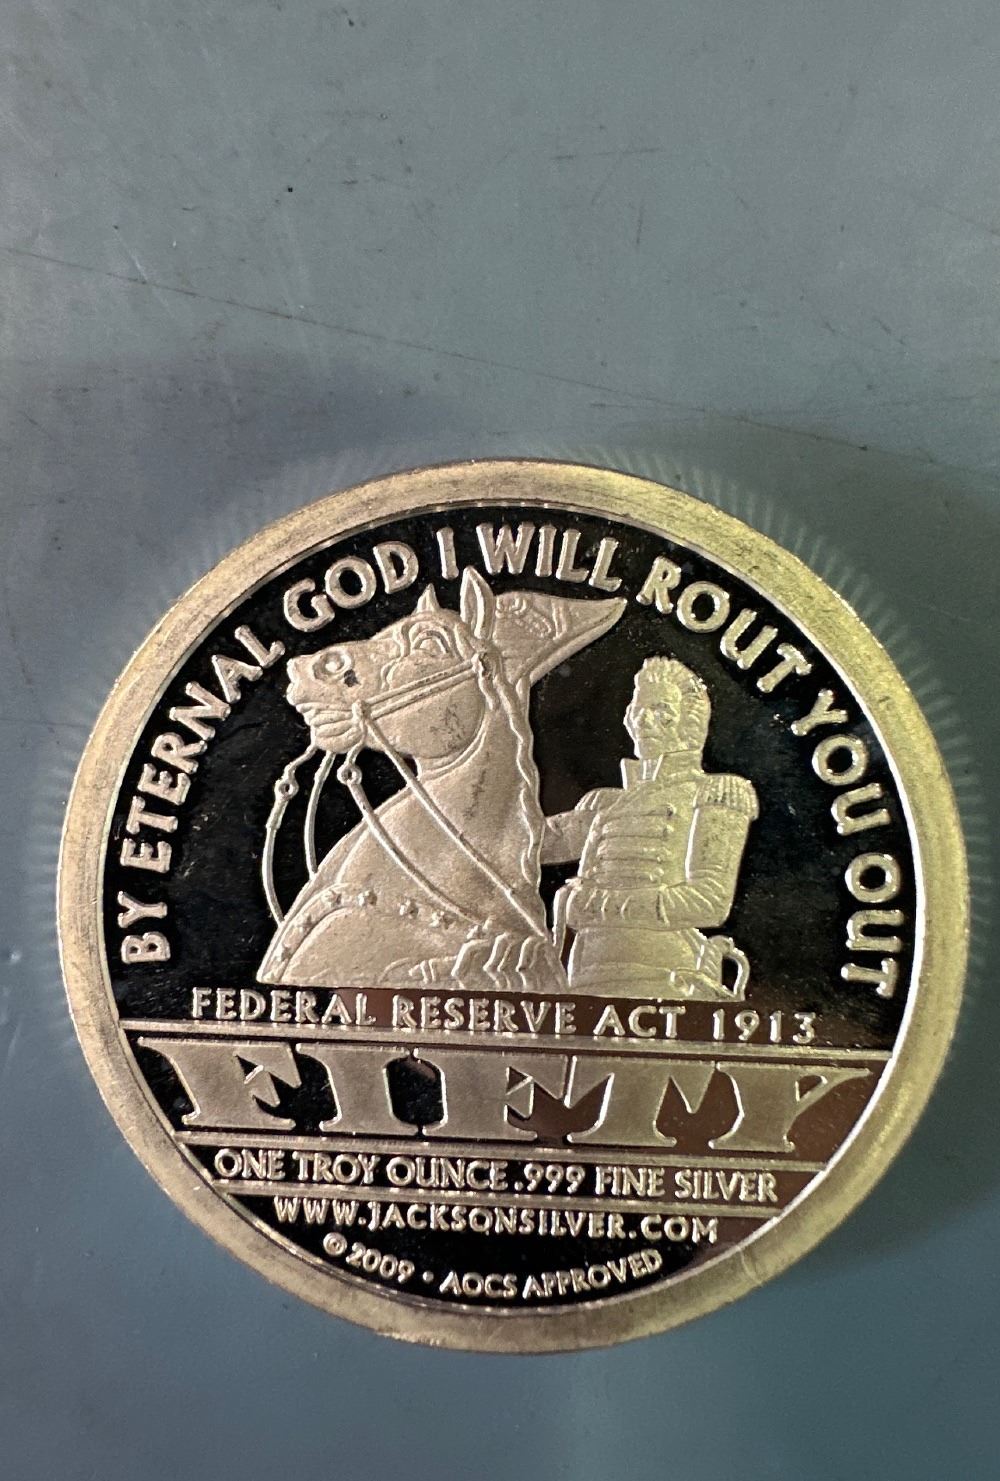 BY ETERNAL GOD I WILL ROUT YOU OUT
FEDERAL RESERVE ACT 1913
FIFTY
ONE TROY OUNCE .999 FINE SILVER
WWW.JACKSONSILVER.COM
© 2009 • AOCS APPROVED